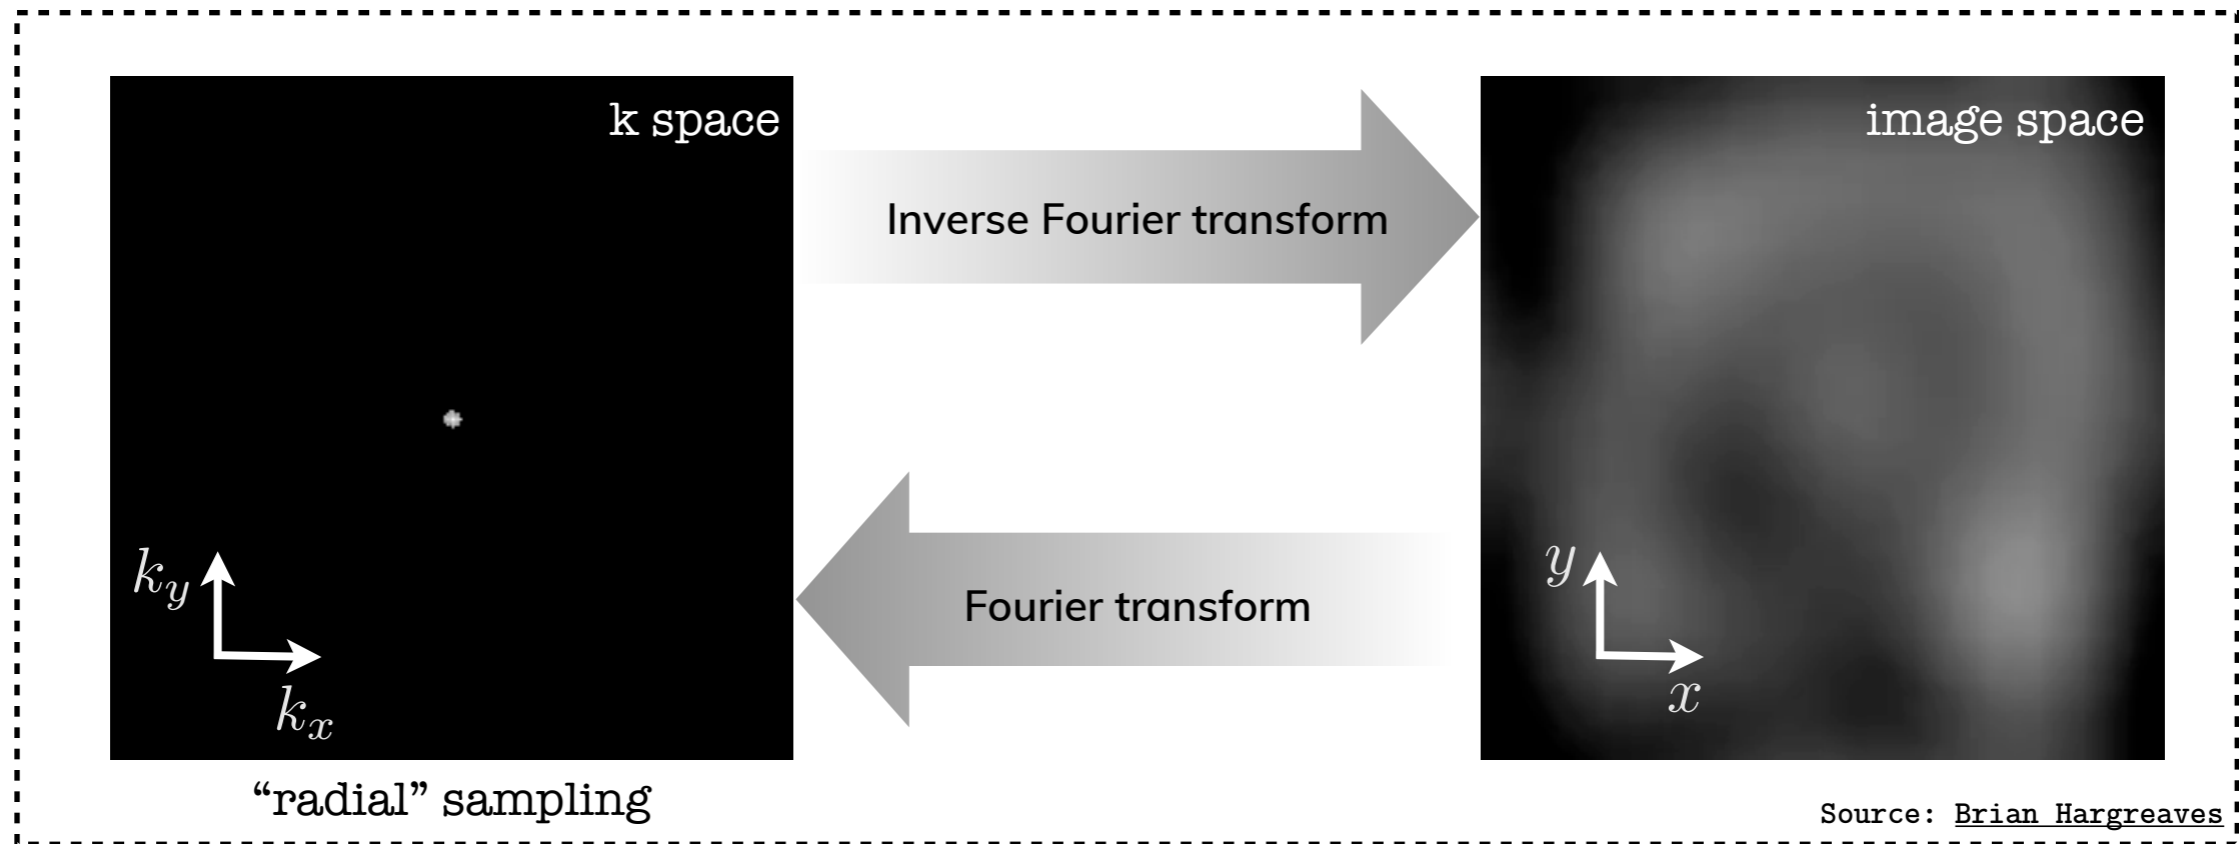 k space
image space
Inverse Fourier transform
k_y
y
Fourier transform
k_x
x
“radial” sampling
Source: Brian Hargreaves